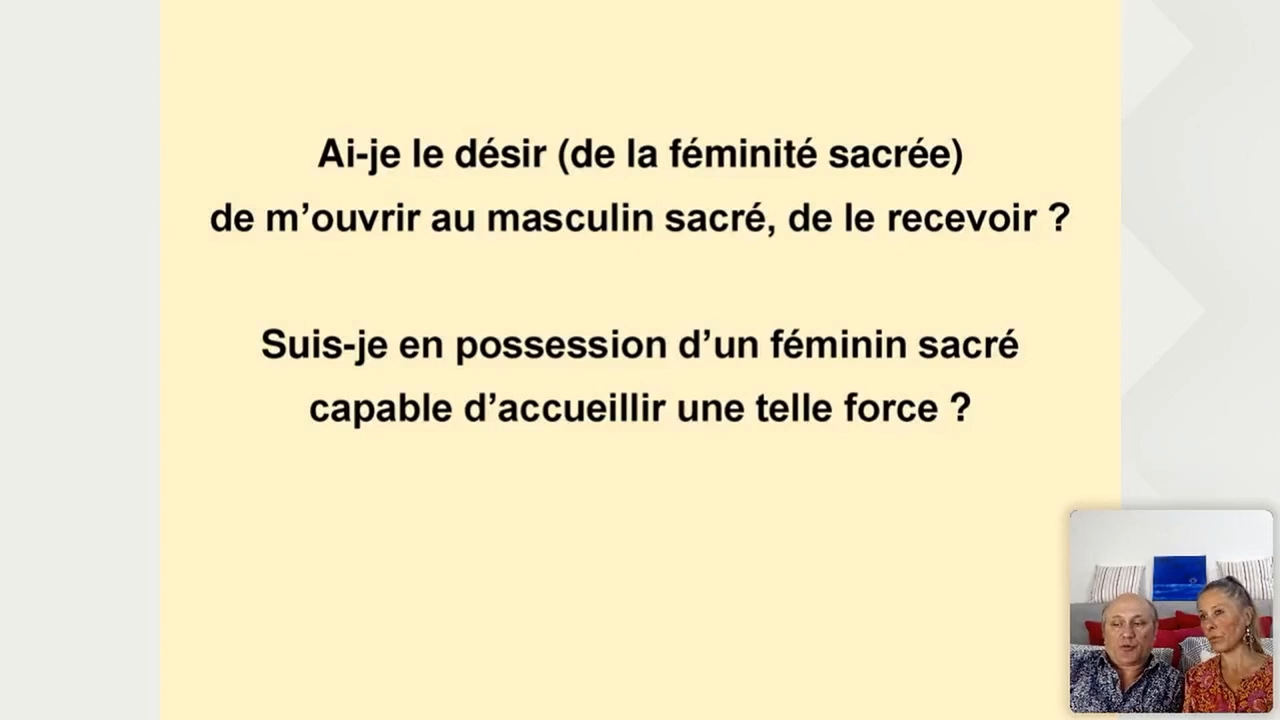 Ai-je le désir (de la féminité sacrée)
de m’ouvrir au masculin sacré, de le recevoir ?
Suis-je en possession d’un féminin sacré
capable d’accueillir une telle force ?